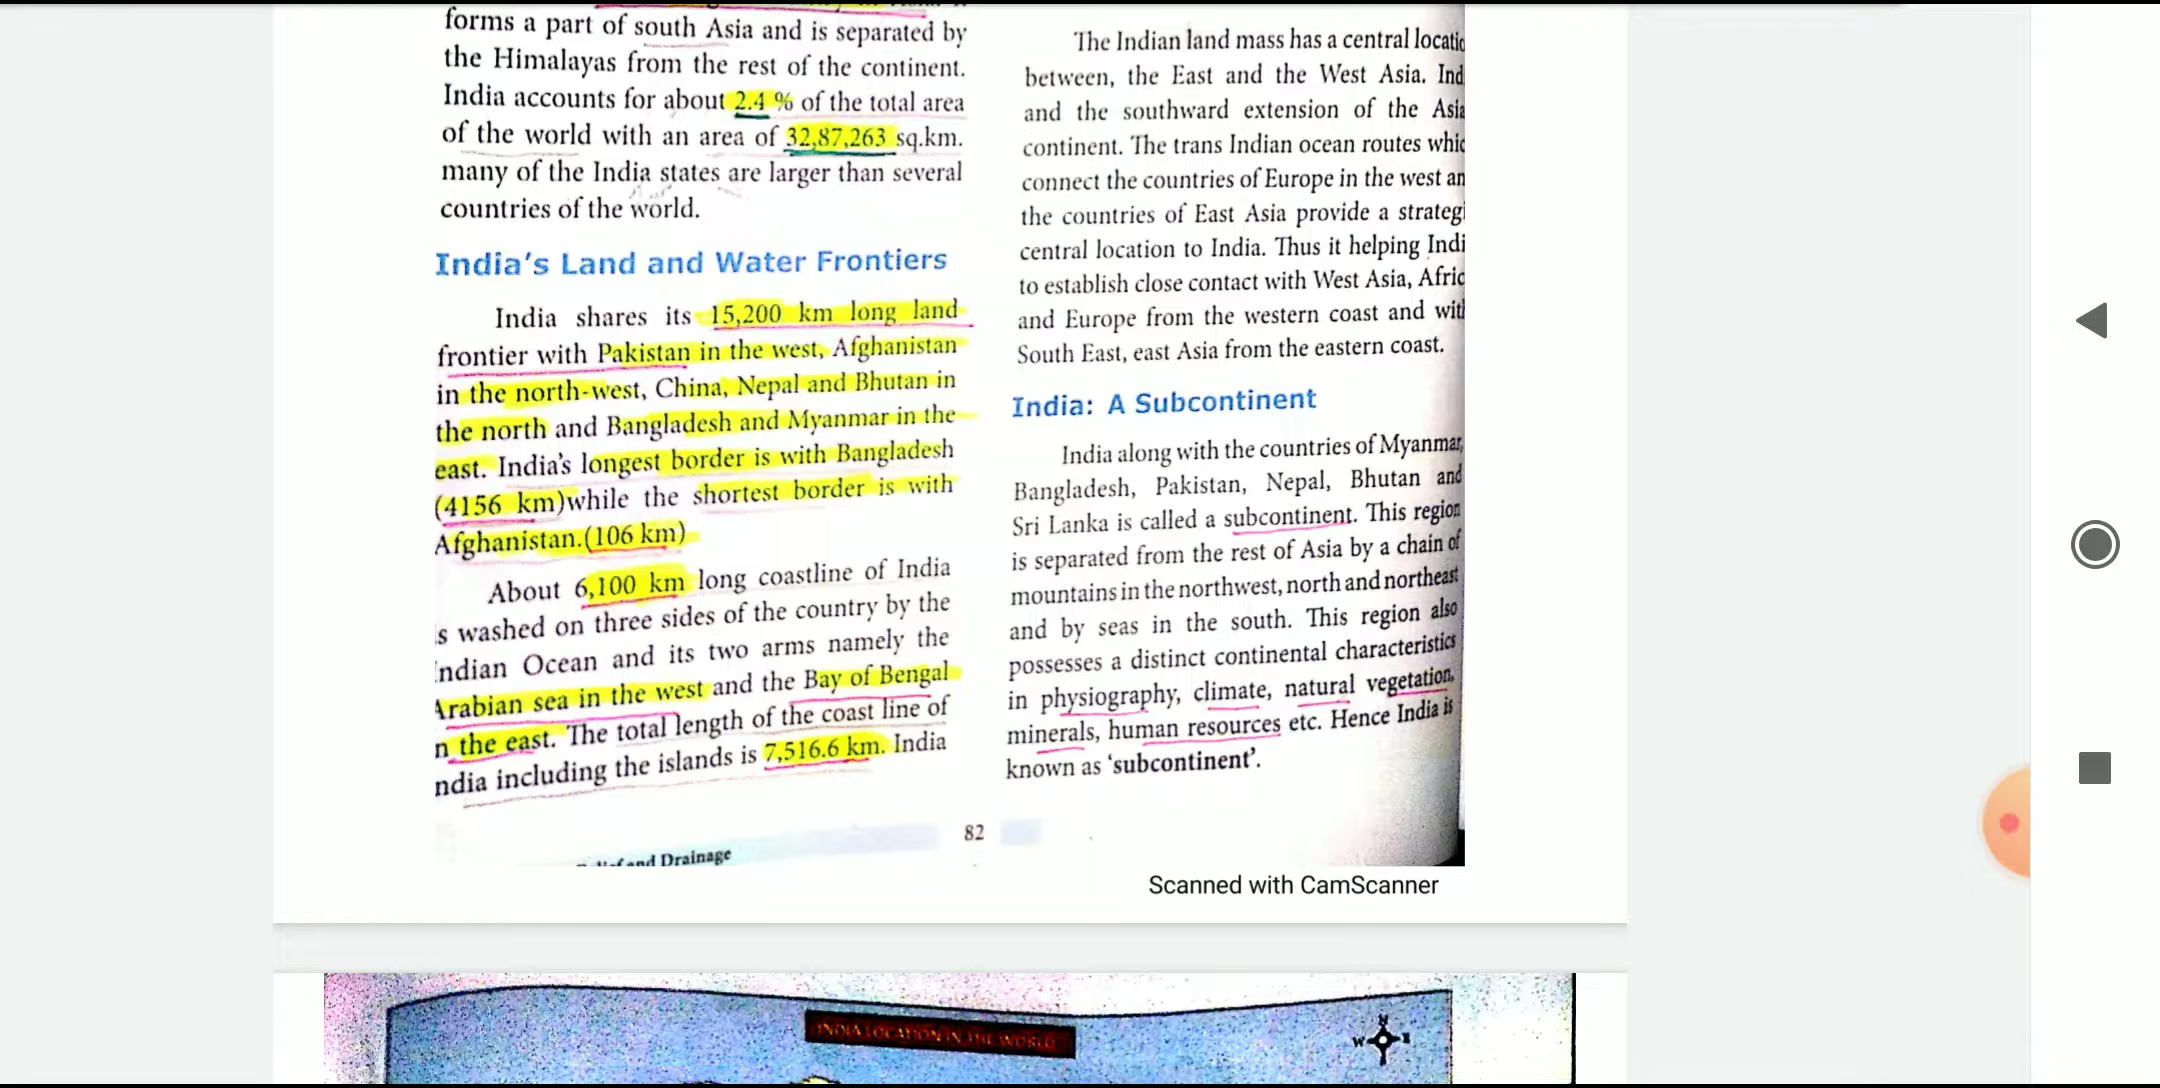 forms a part of south Asia and is separated by
the Himalayas from the rest of the continent.
India accounts for about 2.4 % of the total area
of the world with an area of 32,87,263 sq.km.
many of the India states are larger than several
countries of the world.
India's Land and Water Frontiers
India shares its 15,200 km long land
frontier with Pakistan in the west, Afghanistan
in the north-west, China, Nepal and Bhutan in
the north and Bangladesh and Myanmar in the
east. India's longest border is with Bangladesh
(4156 km)while the shortest border is with
Afghanistan.(106 km)
About 6,100 km long coastline of India
s washed on three sides of the country by the
ndian Ocean and its two arms namely the
Arabian sea in the west and the Bay of Bengal
n the east. The total length of the coast line of
ndia including the islands is 7,516.6 km. India
The Indian land mass has a central locatio
between, the East and the West Asia. Ind
and the southward extension of the Asia
continent. The trans Indian ocean routes whic
connect the countries of Europe in the west an
the countries of East Asia provide a strategi
central location to India. Thus it helping Indi
to establish close contact with West Asia, Afric
and Europe from the western coast and with
South East, east Asia from the eastern coast.
India: A Subcontinent
India along with the countries of Myanmar,
Bangladesh, Pakistan, Nepal, Bhutan and
Sri Lanka is called a subcontinent. This region
is separated from the rest of Asia by a chain of
mountains in the northwest, north and northeast
and by seas in the south. This region also
possesses a distinct continental characteristics
in physiography, climate, natural vegetation,
minerals, human resources etc. Hence India is
known as 'subcontinent'.
82
and Drainage
Scanned with CamScanner
INDIA LOCATION IN THE WORLD
N
W
E